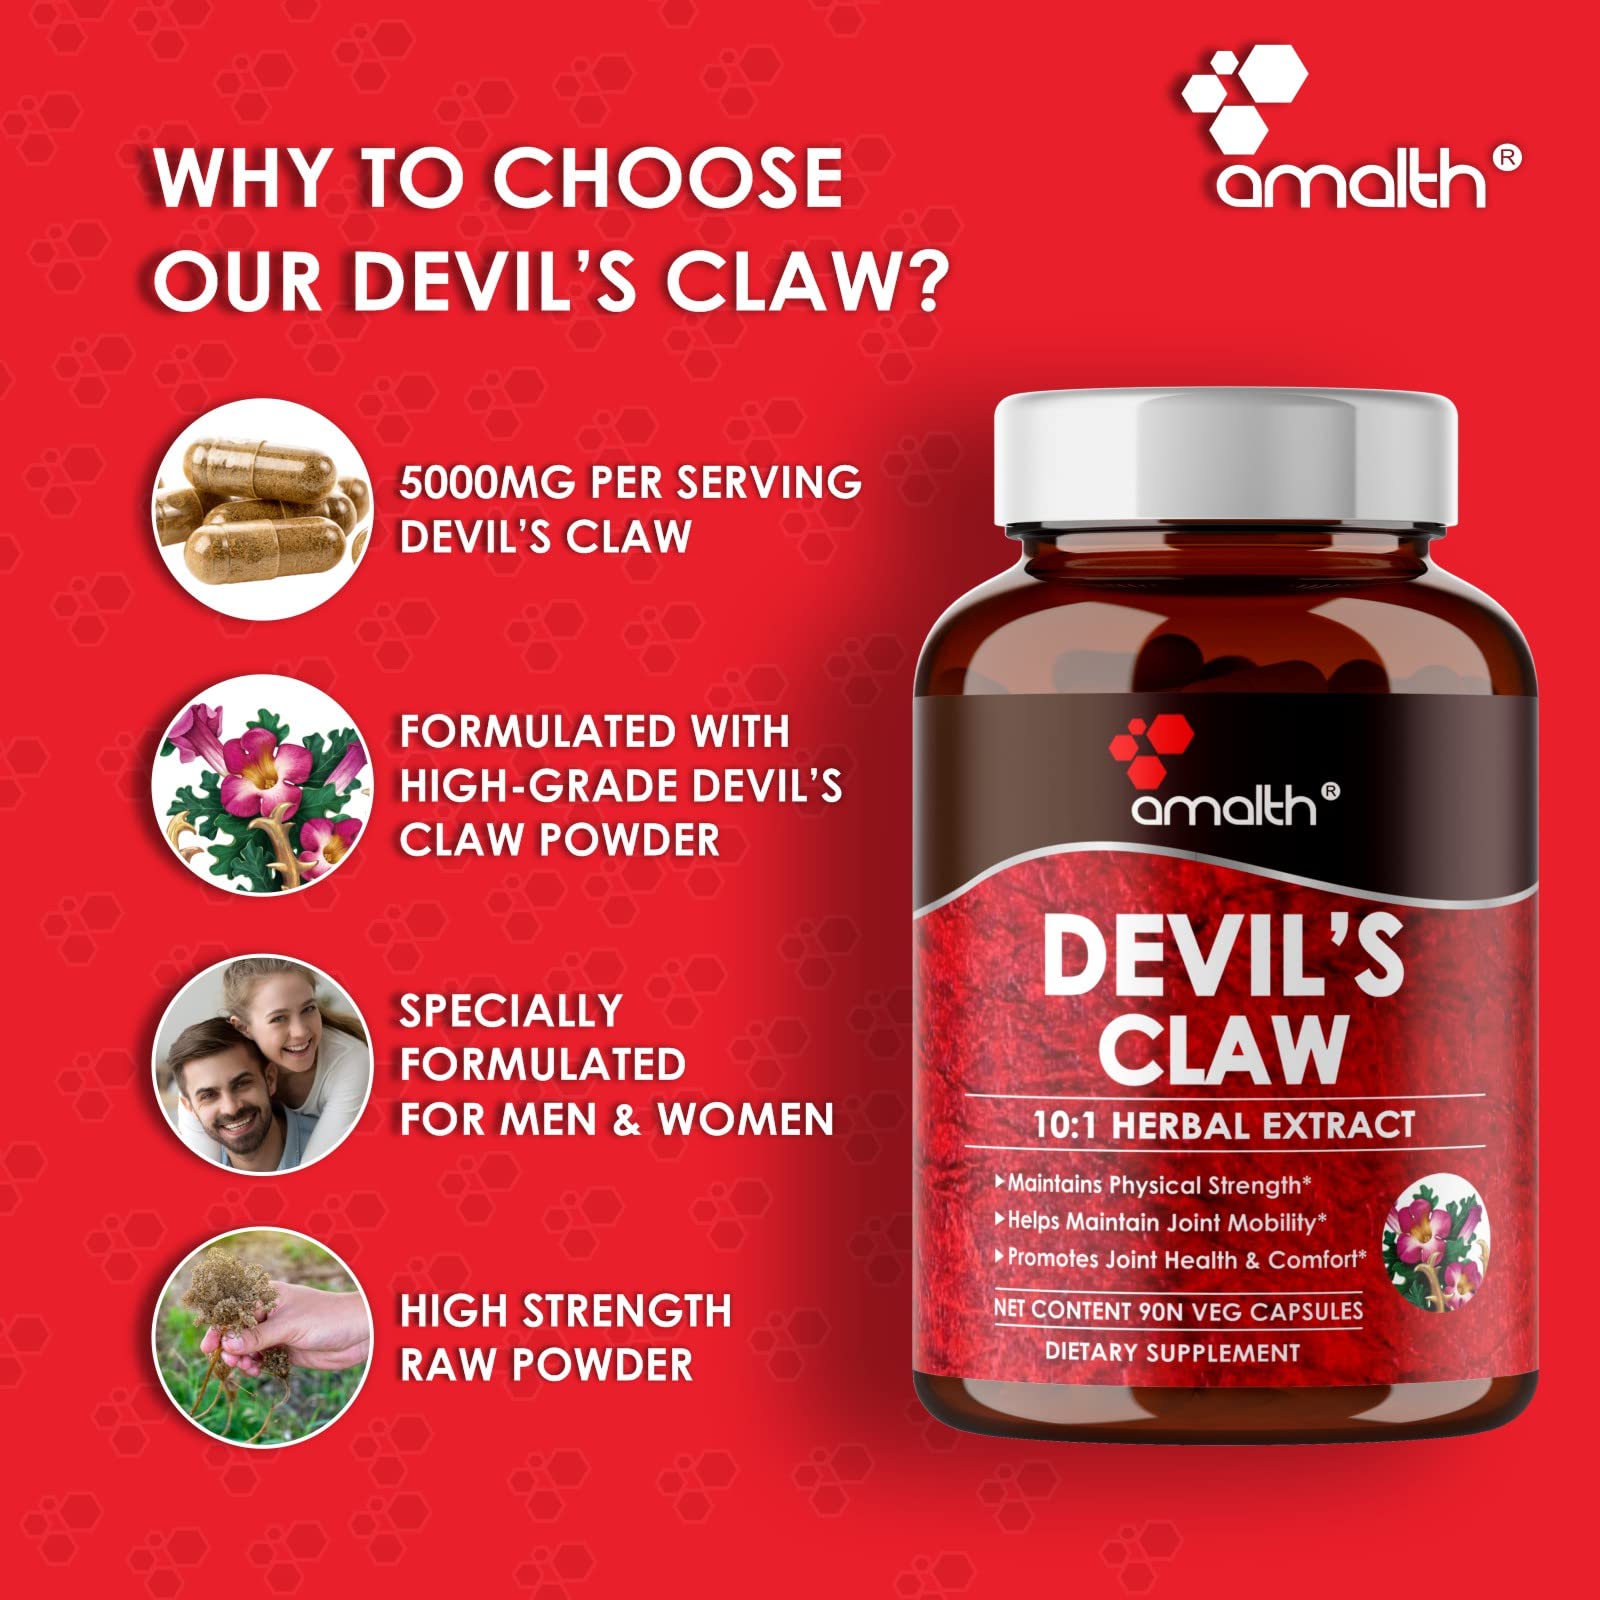 amalth®
WHY TO CHOOSE
OUR DEVIL'S CLAW?
5000MG PER SERVING
DEVIL'S CLAW
FORMULATED WITH
HIGH-GRADE DEVIL'S
CLAW POWDER
SPECIALLY
FORMULATED
FOR MEN & WOMEN
HIGH STRENGTH
RAW POWDER
amalth®
DEVIL'S
CLAW
10:1 HERBAL EXTRACT
▶Maintains Physical Strength*
▶Helps Maintain Joint Mobility*
▶Promotes Joint Health & Comfort*
NET CONTENT 90N VEG CAPSULES
DIETARY SUPPLEMENT